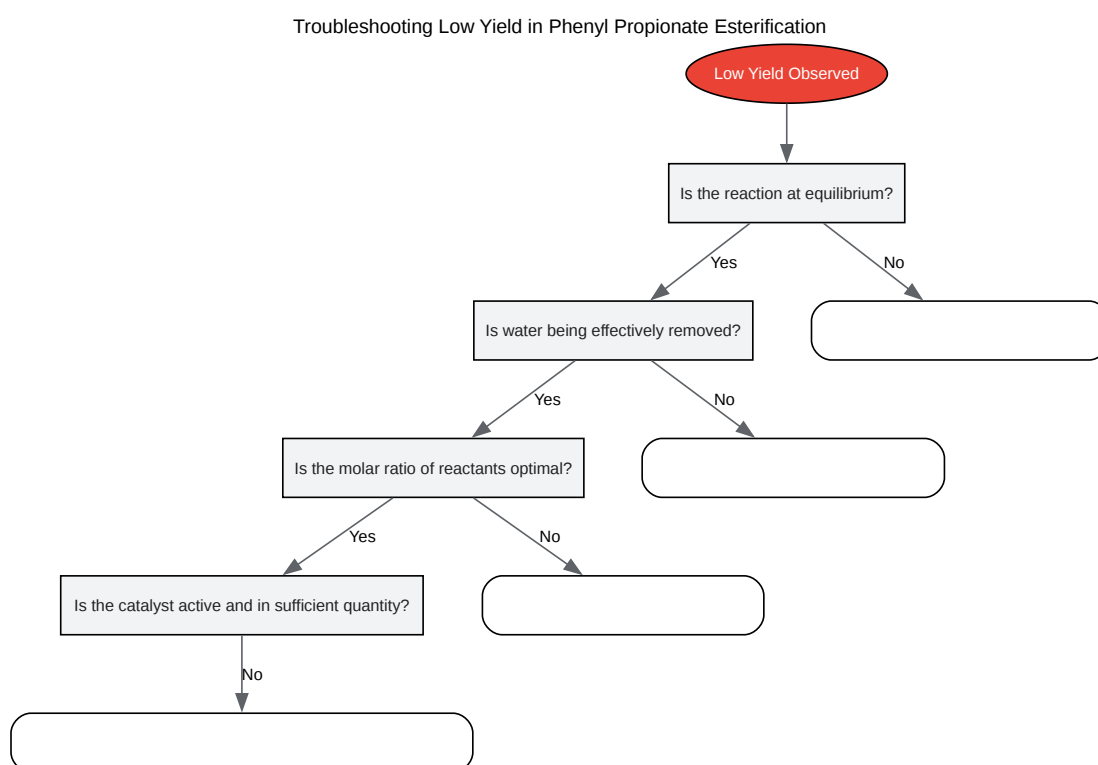 Troubleshooting Low Yield in Phenyl Propionate Esterification
Low Yield Observed
Is the reaction at equilibrium?
Yes
No
Is water being effectively removed?
Yes
No
Is the molar ratio of reactants optimal?
Yes
No
Is the catalyst active and in sufficient quantity?
No